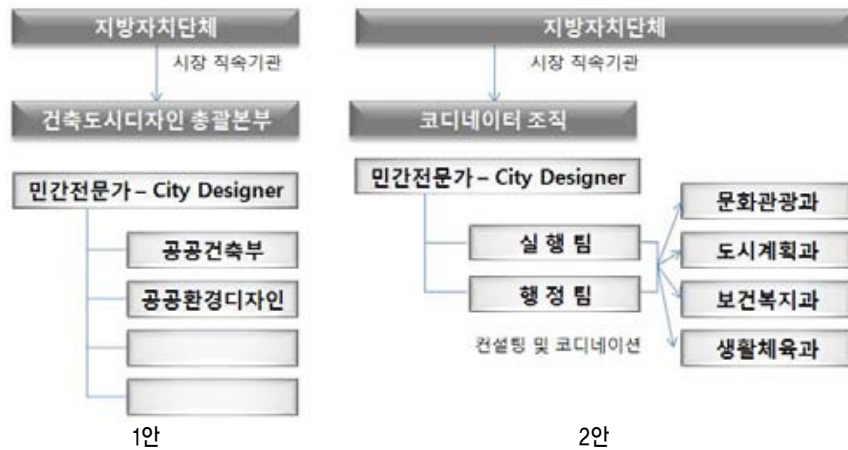 지방자치단체
시장 직속기관
건축도시디자인 총괄본부
민간전문가 – City Designer
공공건축부
공공환경디자인
1안
지방자치단체
시장 직속기관
코디네이터 조직
민간전문가 – City Designer
실 행 팀
행 정 팀
컨설팅 및 코디네이션
문화관광과
도시계획과
보건복지과
생활체육과
2안